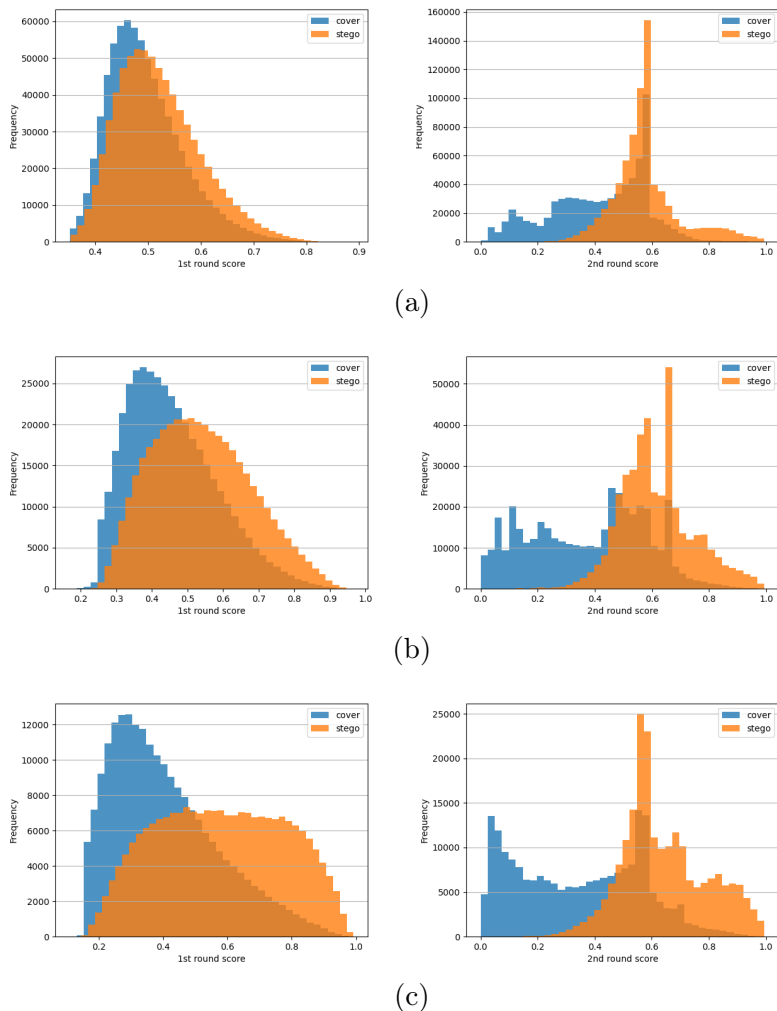 60000
50000
40000
30000
20000
10000
0
Frequency
0.4 0.5 0.6 0.7 0.8 0.9
1st round score
cover
stego
160000
140000
120000
100000
80000
60000
40000
20000
0
Frequency
0.0 0.2 0.4 0.6 0.8 1.0
2nd round score
cover
stego
(a)
25000
20000
15000
10000
5000
0
Frequency
0.2 0.3 0.4 0.5 0.6 0.7 0.8 0.9 1.0
1st round score
cover
stego
50000
40000
30000
20000
10000
0
Frequency
0.0 0.2 0.4 0.6 0.8 1.0
2nd round score
cover
stego
(b)
12000
10000
8000
6000
4000
2000
0
Frequency
0.2 0.4 0.6 0.8 1.0
1st round score
cover
stego
25000
20000
15000
10000
5000
0
Frequency
0.0 0.2 0.4 0.6 0.8 1.0
2nd round score
cover
stego
(c)